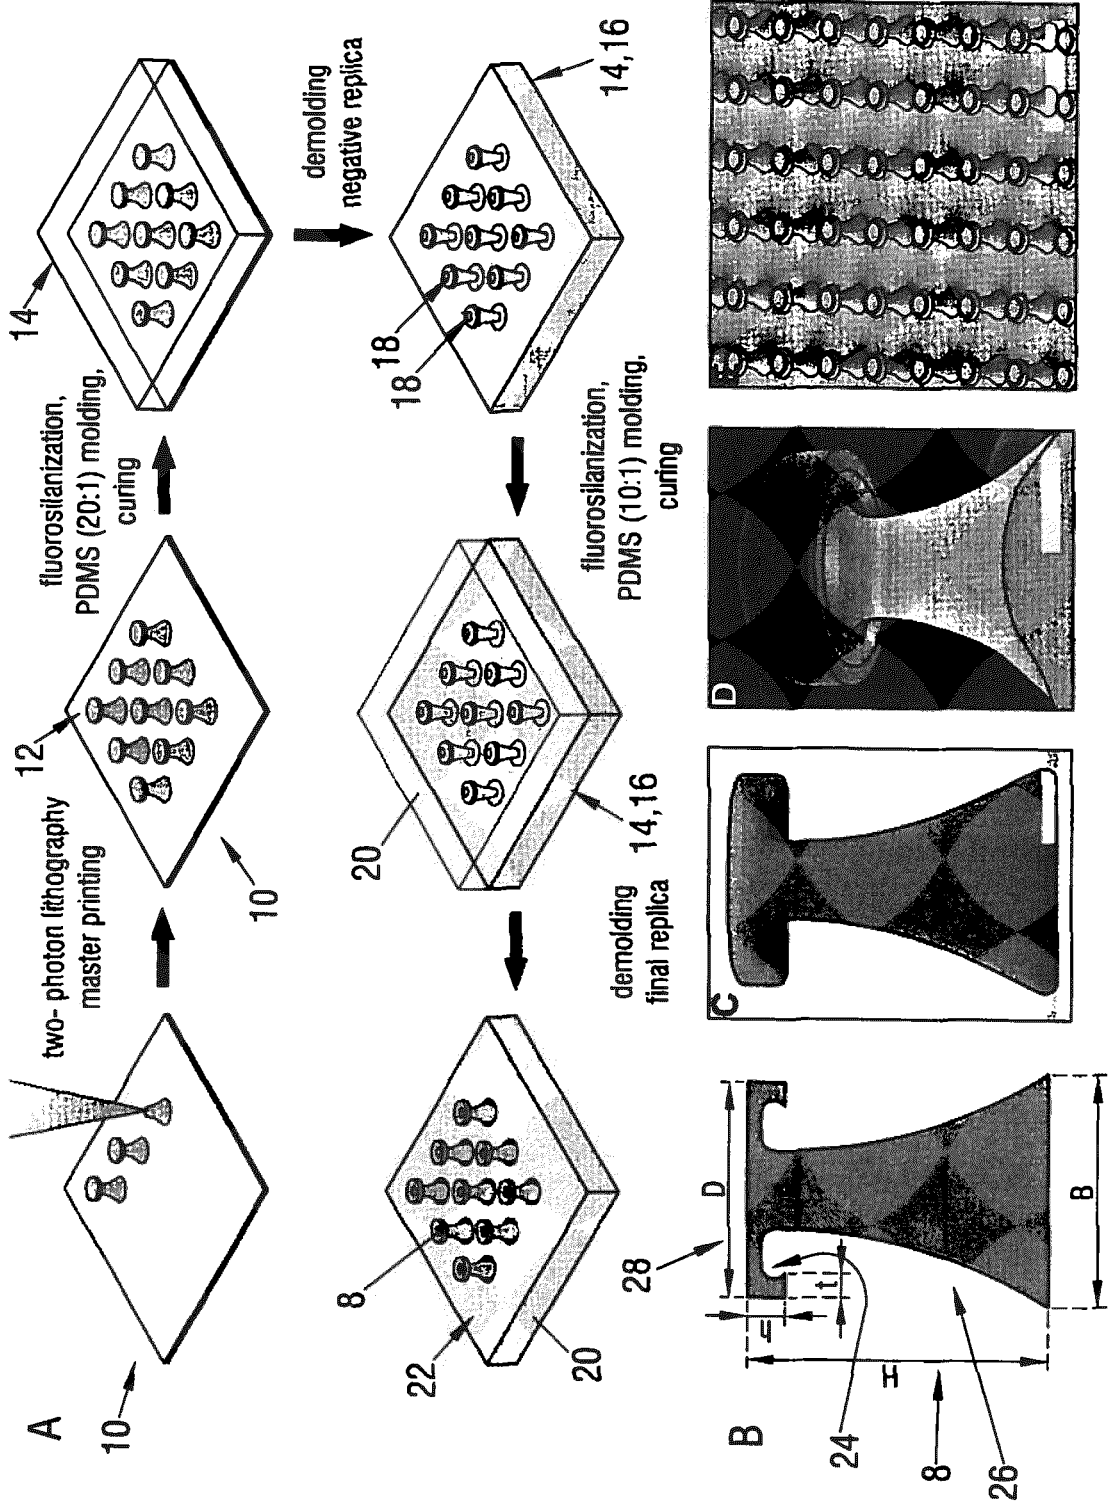 A
10
two- photon lithography
master printing
12
10
fluorosilanization,
PDMS (20:1) molding,
curing
14
demolding
negative replica
18
18
14,16
fluorosilanization,
PDMS (10:1) molding,
curing
20
14,16
demolding
final replica
8
22
20
B
28
D
h
t
H
B
24
8
26
C
D
E